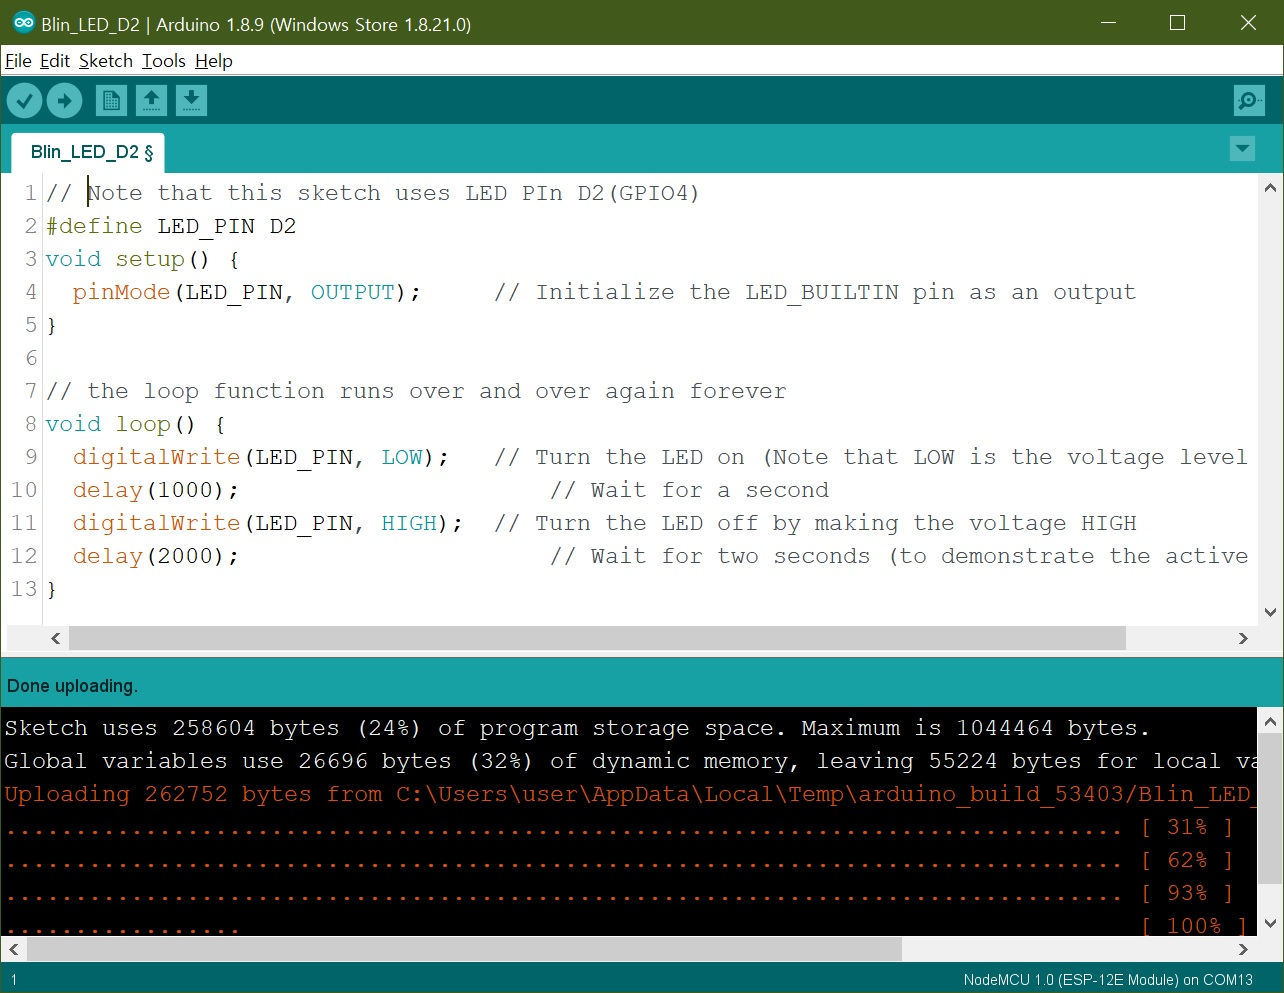 Blin_LED_D2 | Arduino 1.8.9 (Windows Store 1.8.21.0)
File Edit Sketch Tools Help
Blin_LED_D2 §
1 // Note that this sketch uses LED PIn D2(GPIO4)
2 #define LED_PIN D2
3 void setup() {
4 pinMode(LED_PIN, OUTPUT); // Initialize the LED_BUILTIN pin as an output
5 }
6
7 // the loop function runs over and over again forever
8 void loop() {
9 digitalWrite(LED_PIN, LOW); // Turn the LED on (Note that LOW is the voltage level
10 delay(1000); // Wait for a second
11 digitalWrite(LED_PIN, HIGH); // Turn the LED off by making the voltage HIGH
12 delay(2000); // Wait for two seconds (to demonstrate the active
13 }
Done uploading.
Sketch uses 258604 bytes (24%) of program storage space. Maximum is 1044464 bytes.
Global variables use 26696 bytes (32%) of dynamic memory, leaving 55224 bytes for local va
Uploading 262752 bytes from C:\Users\user\AppData\Local\Temp\arduino_build_53403/Blin_LED_
................................................................................ [ 31% ]
................................................................................ [ 62% ]
................................................................................ [ 93% ]
................. [ 100% ]
1 NodeMCU 1.0 (ESP-12E Module) on COM13